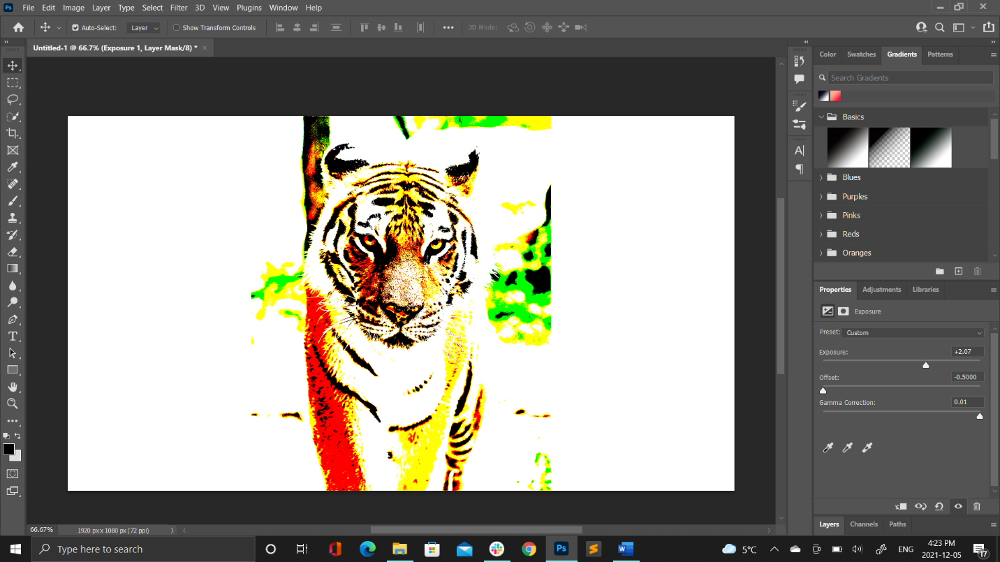 Ps File Edit Image Layer Type Select Filter 3D View Plugins Window Help
Auto-Select: Layer Show Transform Controls 3D Mode:
Untitled-1 @ 66.7% (Exposure 1, Layer Mask/8) *
Color Swatches Gradients Patterns
Search Gradients
Basics
Blues
Purples
Pinks
Reds
Oranges
Properties Adjustments Libraries
Exposure
Preset: Custom
Exposure: +2.07
Offset: -0.5000
Gamma Correction: 0.01
Layers Channels Paths
66.67% 1920 px x 1080 px (72 ppi)
Type here to search
Ps
W
5°C
ENG
4:23 PM
2021-12-05
17